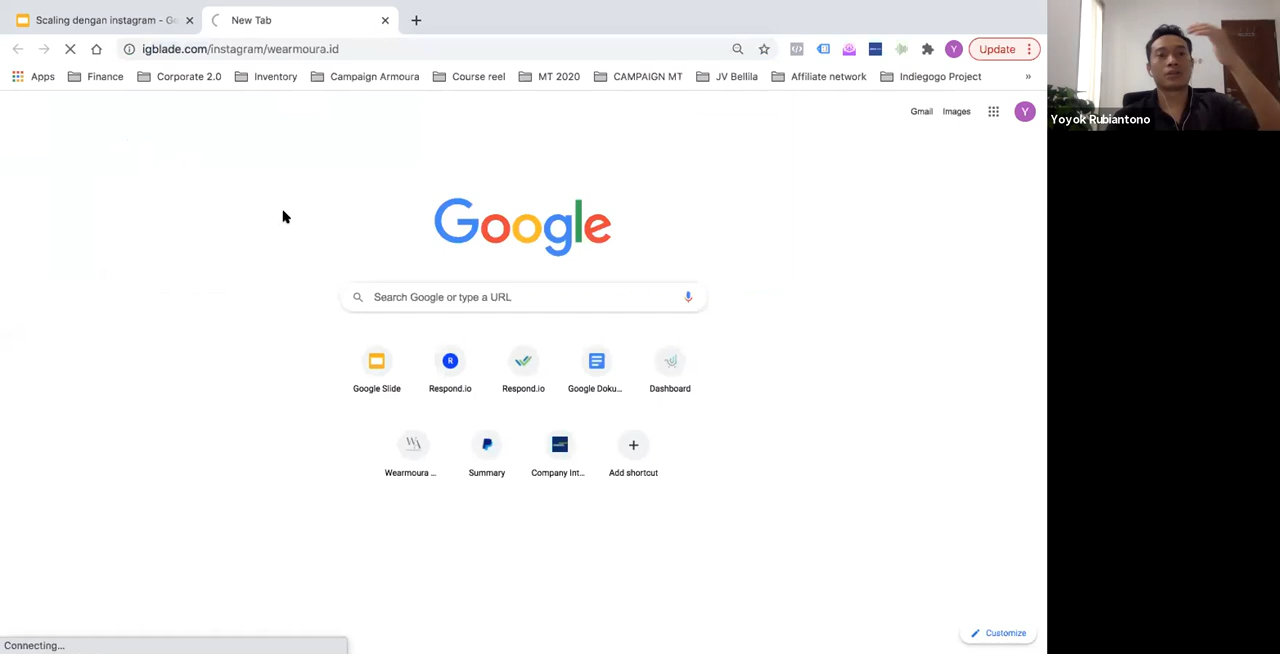 Scaling dengan instagram - Go
New Tab
igblade.com/instagram/wearmoura.id
Y
Update
Apps
Finance
Corporate 2.0
Inventory
Campaign Armoura
Course reel
MT 2020
CAMPAIGN MT
JV Bellila
Affiliate network
Indiegogo Project
»
Gmail
Images
Y
Yoyok Rubiantono
Google
Search Google or type a URL
R
Google Slide
Respond.io
Respond.io
Google Doku...
Dashboard
Wearmoura ...
Summary
Company Int...
Add shortcut
Customize
Connecting...